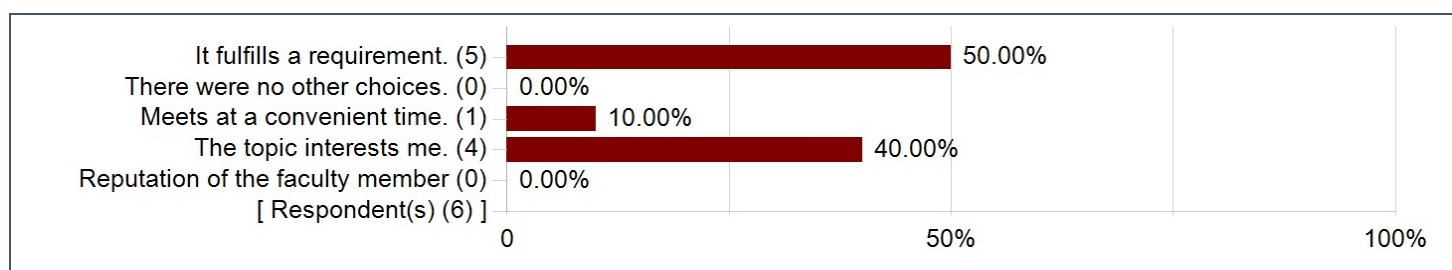 It fulfills a requirement. (5) 50.00%
There were no other choices. (0) 0.00%
Meets at a convenient time. (1) 10.00%
The topic interests me. (4) 40.00%
Reputation of the faculty member (0) 0.00%
[ Respondent(s) (6) ]
0 50% 100%